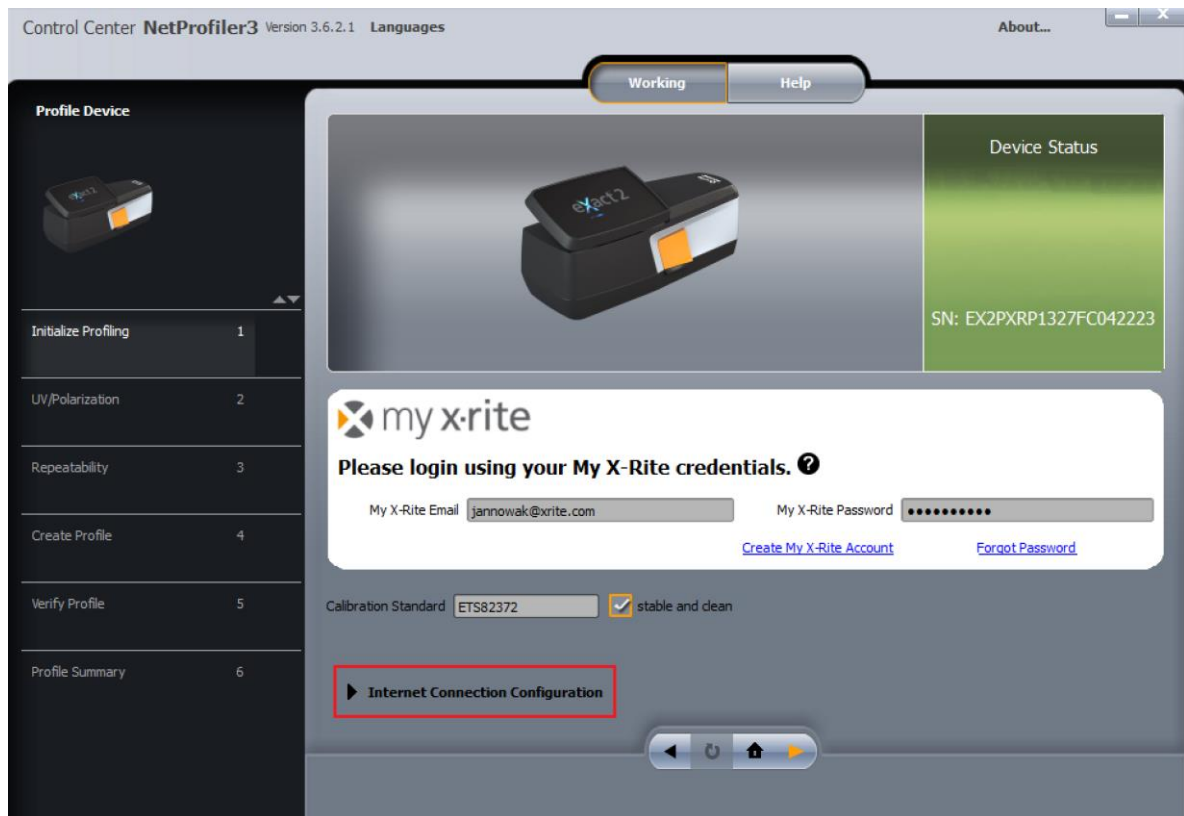 Control Center NetProfiler3 Version 3.6.2.1 Languages About...
Working Help
Profile Device
eXact2
Initialize Profiling 1
UV/Polarization 2
Repeatability 3
Create Profile 4
Verify Profile 5
Profile Summary 6
eXact2
Device Status
SN: EX2PXRP1327FC042223
my x·rite
Please login using your My X-Rite credentials. ?
My X-Rite Email jannowak@xrite.com My X-Rite Password ●●●●●●●●●●
Create My X-Rite Account Forgot Password
Calibration Standard ETS82372 stable and clean
Internet Connection Configuration